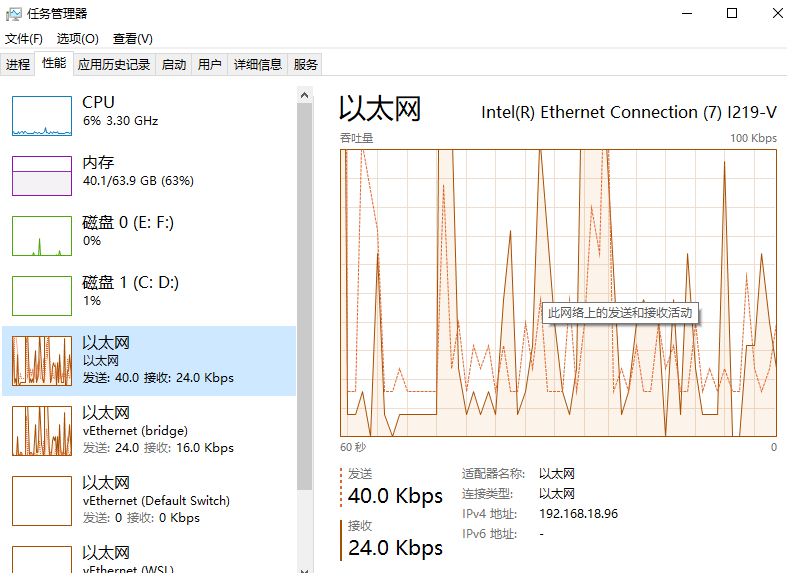 任务管理器
文件(F) 选项(O) 查看(V)
进程 性能 应用历史记录 启动 用户 详细信息 服务
CPU
6% 3.30 GHz
内存
40.1/63.9 GB (63%)
磁盘 0 (E: F:)
0%
磁盘 1 (C: D:)
1%
以太网
以太网
发送: 40.0 接收: 24.0 Kbps
以太网
vEthernet (bridge)
发送: 24.0 接收: 16.0 Kbps
以太网
vEthernet (Default Switch)
发送: 0 接收: 0 Kbps
以太网
vEthernet (WSL)
以太网 Intel(R) Ethernet Connection (7) I219-V
吞吐量 100 Kbps
此网络上的发送和接收活动
60 秒 0
发送
40.0 Kbps
接收
24.0 Kbps
适配器名称: 以太网
连接类型: 以太网
IPv4 地址: 192.168.18.96
IPv6 地址: -